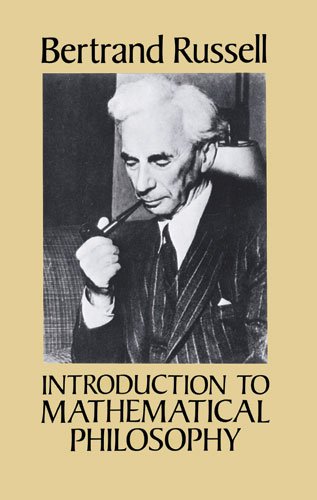 Bertrand Russell
INTRODUCTION TO
MATHEMATICAL
PHILOSOPHY